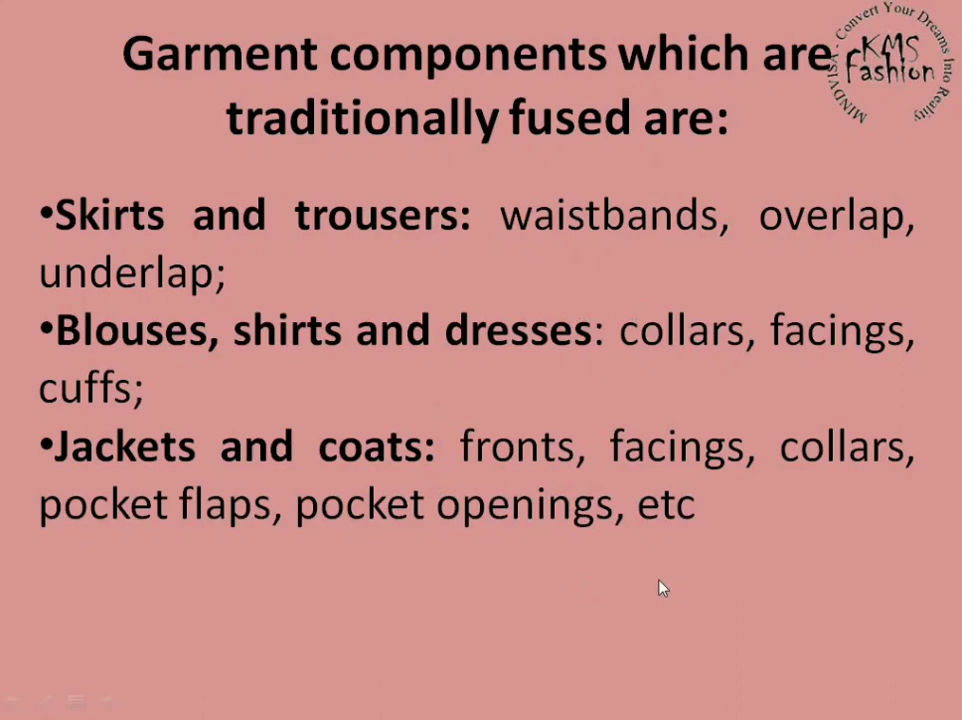 Garment components which are
traditionally fused are:
MINDVISA - Convert Your Dreams Into Reality
KMS
Fashion
•Skirts and trousers: waistbands, overlap,
underlap;
•Blouses, shirts and dresses: collars, facings,
cuffs;
•Jackets and coats: fronts, facings, collars,
pocket flaps, pocket openings, etc